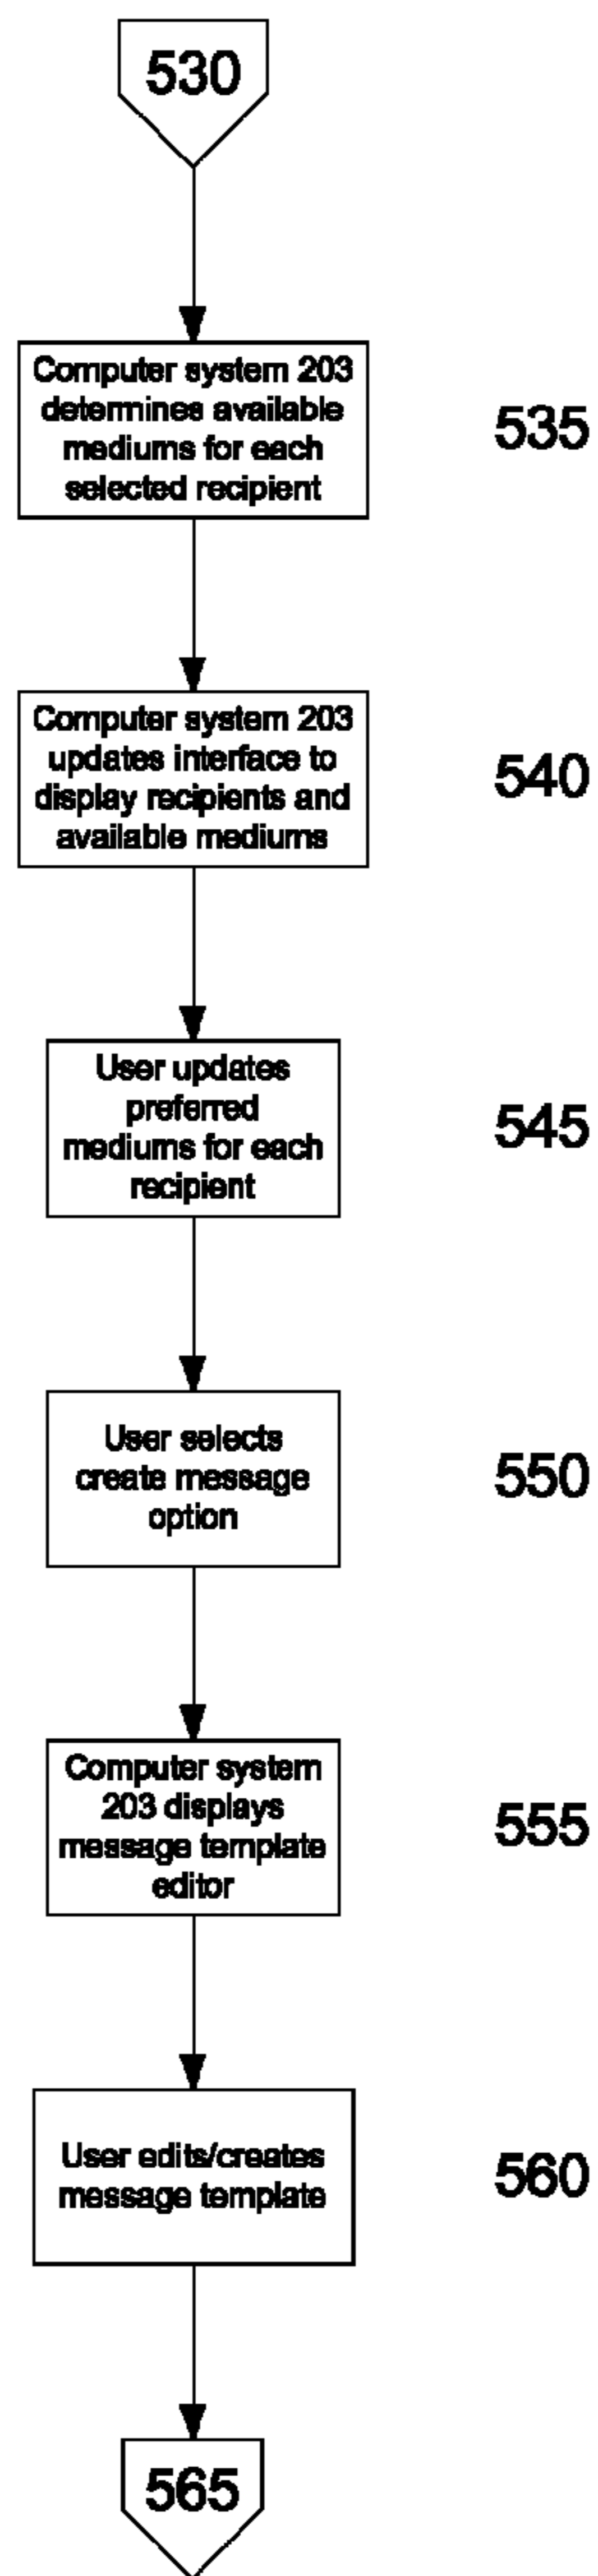 530
Computer system 203
determines available
mediums for each
selected recipient
535
Computer system 203
updates interface to
display recipients and
available mediums
540
User updates
preferred
mediums for each
recipient
545
User selects
create message
option
550
Computer system
203 displays
message template
editor
555
User edits/creates
message template
560
565